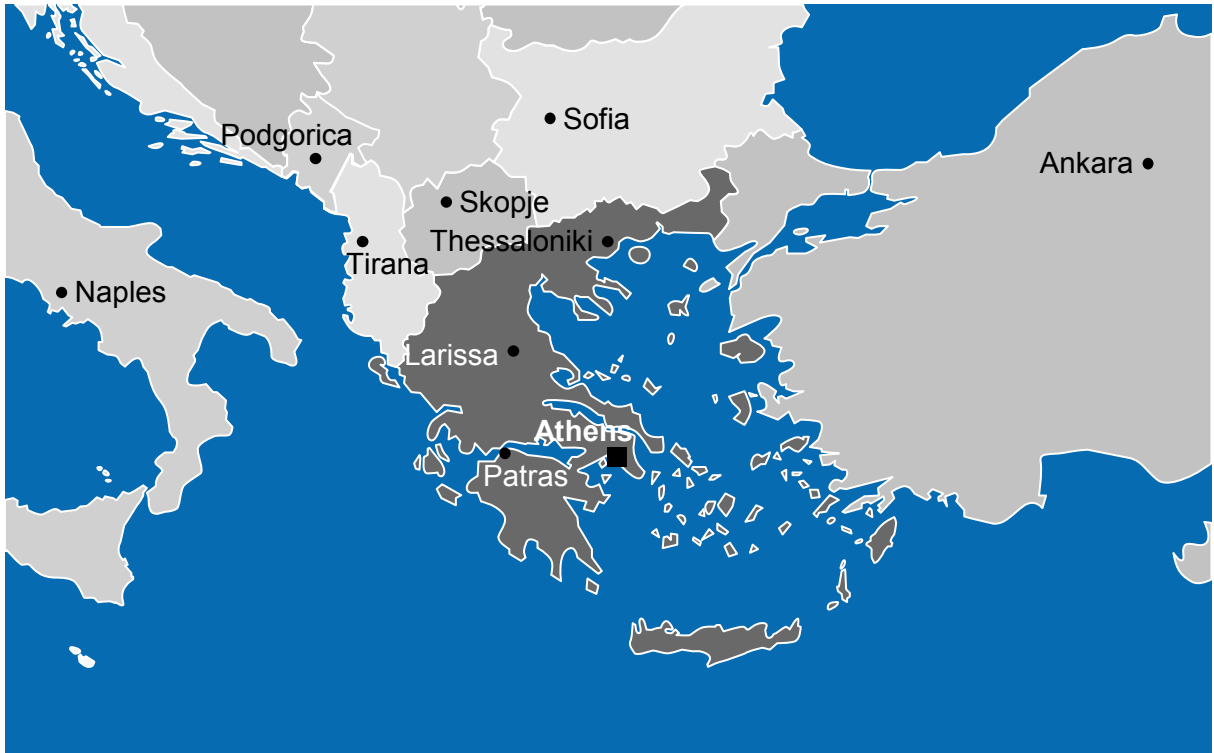 Sofia
Podgorica
Ankara
Skopje
Thessaloniki
Tirana
Naples
Larissa
Athens
Patras